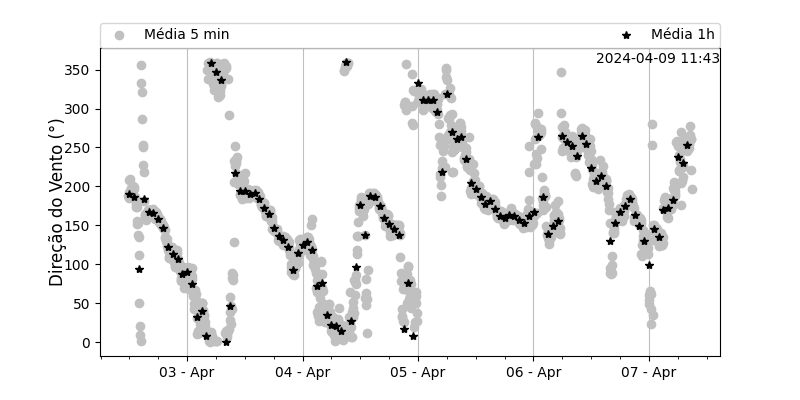 Média 5 min
Média 1h
2024-04-09 11:43
Direção do Vento (°)
350
300
250
200
150
100
50
0
03 - Apr
04 - Apr
05 - Apr
06 - Apr
07 - Apr